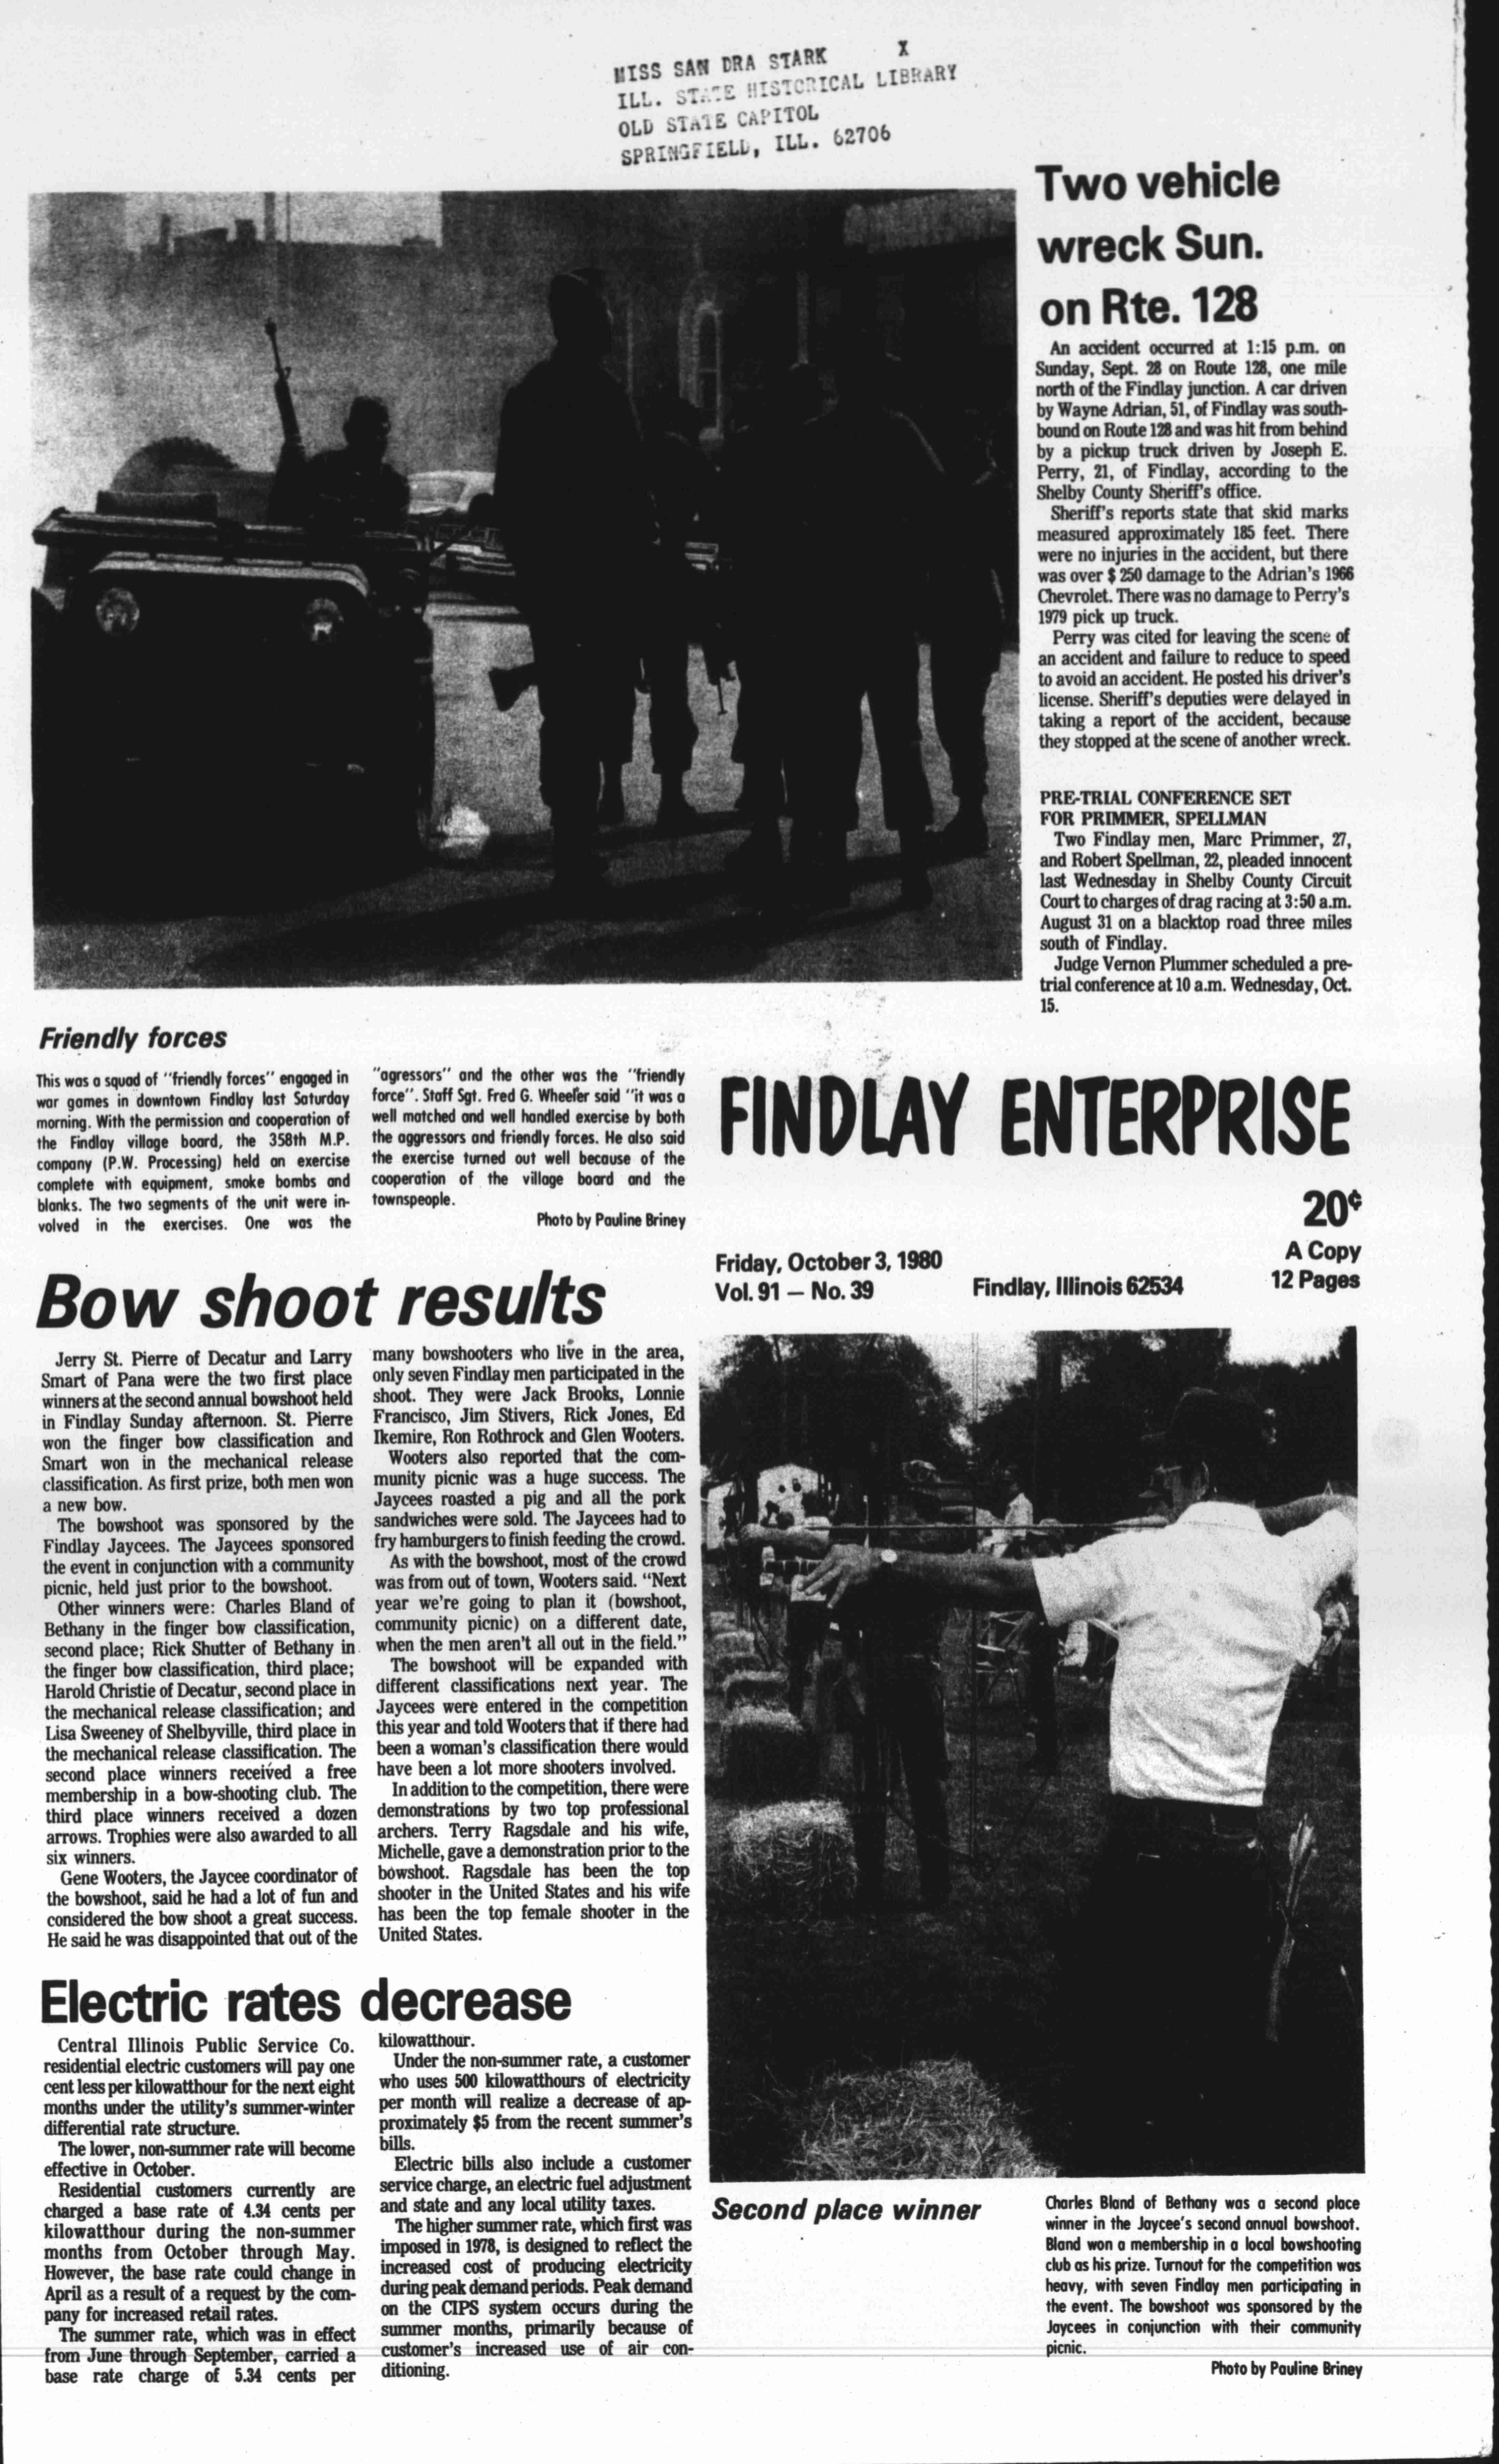 MISS SAN DRA STARK X
ILL. STATE HISTORICAL LIBRARY
OLD STATE CAPITOL
SPRINGFIELD, ILL. 62706
Two vehicle
wreck Sun.
on Rte. 128
An accident occurred at 1:15 p.m. on
Sunday, Sept. 28 on Route 128, one mile
north of the Findlay junction. A car driven
by Wayne Adrian, 51, of Findlay was south-
bound on Route 128 and was hit from behind
by a pickup truck driven by Joseph E.
Perry, 21, of Findlay, according to the
Shelby County Sheriff's office.
Sheriff's reports state that skid marks
measured approximately 185 feet. There
were no injuries in the accident, but there
was over $ 250 damage to the Adrian's 1966
Chevrolet. There was no damage to Perry's
1979 pick up truck.
Perry was cited for leaving the scene of
an accident and failure to reduce to speed
to avoid an accident. He posted his driver's
license. Sheriff's deputies were delayed in
taking a report of the accident, because
they stopped at the scene of another wreck.
PRE-TRIAL CONFERENCE SET
FOR PRIMMER, SPELLMAN
Two Findlay men, Marc Primmer, 27,
and Robert Spellman, 22, pleaded innocent
last Wednesday in Shelby County Circuit
Court to charges of drag racing at 3:50 a.m.
August 31 on a blacktop road three miles
south of Findlay.
Judge Vernon Plummer scheduled a pre-
trial conference at 10 a.m. Wednesday, Oct.
15.
Friendly forces
This was a squad of "friendly forces" engaged in
war games in downtown Findlay last Saturday
morning. With the permission and cooperation of
the Findlay village board, the 358th M.P.
company (P.W. Processing) held an exercise
complete with equipment, smoke bombs and
blanks. The two segments of the unit were in-
volved in the exercises. One was the
"agressors" and the other was the "friendly
force". Staff Sgt. Fred G. Wheeler said "it was a
well matched and well handled exercise by both
the aggressors and friendly forces. He also said
the exercise turned out well because of the
cooperation of the village board and the
townspeople.
Photo by Pauline Briney
FINDLAY ENTERPRISE
20¢
A Copy
12 Pages
Friday, October 3, 1980
Vol. 91 — No. 39
Findlay, Illinois 62534
Bow shoot results
Jerry St. Pierre of Decatur and Larry
Smart of Pana were the two first place
winners at the second annual bowshoot held
in Findlay Sunday afternoon. St. Pierre
won the finger bow classification and
Smart won in the mechanical release
classification. As first prize, both men won
a new bow.
The bowshoot was sponsored by the
Findlay Jaycees. The Jaycees sponsored
the event in conjunction with a community
picnic, held just prior to the bowshoot.
Other winners were: Charles Bland of
Bethany in the finger bow classification,
second place; Rick Shutter of Bethany in
the finger bow classification, third place;
Harold Christie of Decatur, second place in
the mechanical release classification; and
Lisa Sweeney of Shelbyville, third place in
the mechanical release classification. The
second place winners received a free
membership in a bow-shooting club. The
third place winners received a dozen
arrows. Trophies were also awarded to all
six winners.
Gene Wooters, the Jaycee coordinator of
the bowshoot, said he had a lot of fun and
considered the bow shoot a great success.
He said he was disappointed that out of the
many bowshooters who live in the area,
only seven Findlay men participated in the
shoot. They were Jack Brooks, Lonnie
Francisco, Jim Stivers, Rick Jones, Ed
Ikemire, Ron Rothrock and Glen Wooters.
Wooters also reported that the com-
munity picnic was a huge success. The
Jaycees roasted a pig and all the pork
sandwiches were sold. The Jaycees had to
fry hamburgers to finish feeding the crowd.
As with the bowshoot, most of the crowd
was from out of town, Wooters said. "Next
year we're going to plan it (bowshoot,
community picnic) on a different date,
when the men aren't all out in the field."
The bowshoot will be expanded with
different classifications next year. The
Jaycees were entered in the competition
this year and told Wooters that if there had
been a woman's classification there would
have been a lot more shooters involved.
In addition to the competition, there were
demonstrations by two top professional
archers. Terry Ragsdale and his wife,
Michelle, gave a demonstration prior to the
bowshoot. Ragsdale has been the top
shooter in the United States and his wife
has been the top female shooter in the
United States.
Electric rates decrease
Central Illinois Public Service Co.
residential electric customers will pay one
cent less per kilowatthour for the next eight
months under the utility's summer-winter
differential rate structure.
The lower, non-summer rate will become
effective in October.
Residential customers currently are
charged a base rate of 4.34 cents per
kilowatthour during the non-summer
months from October through May.
However, the base rate could change in
April as a result of a request by the com-
pany for increased retail rates.
The summer rate, which was in effect
from June through September, carried a
base rate charge of 5.34 cents per
kilowatthour.
Under the non-summer rate, a customer
who uses 500 kilowatthours of electricity
per month will realize a decrease of ap-
proximately $5 from the recent summer's
bills.
Electric bills also include a customer
service charge, an electric fuel adjustment
and state and any local utility taxes.
The higher summer rate, which first was
imposed in 1978, is designed to reflect the
increased cost of producing electricity
during peak demand periods. Peak demand
on the CIPS system occurs during the
summer months, primarily because of
customer's increased use of air con-
ditioning.
Second place winner
Charles Bland of Bethany was a second place
winner in the Jaycee's second annual bowshoot.
Bland won a membership in a local bowshooting
club as his prize. Turnout for the competition was
heavy, with seven Findlay men participating in
the event. The bowshoot was sponsored by the
Jaycees in conjunction with their community
picnic.
Photo by Pauline Briney